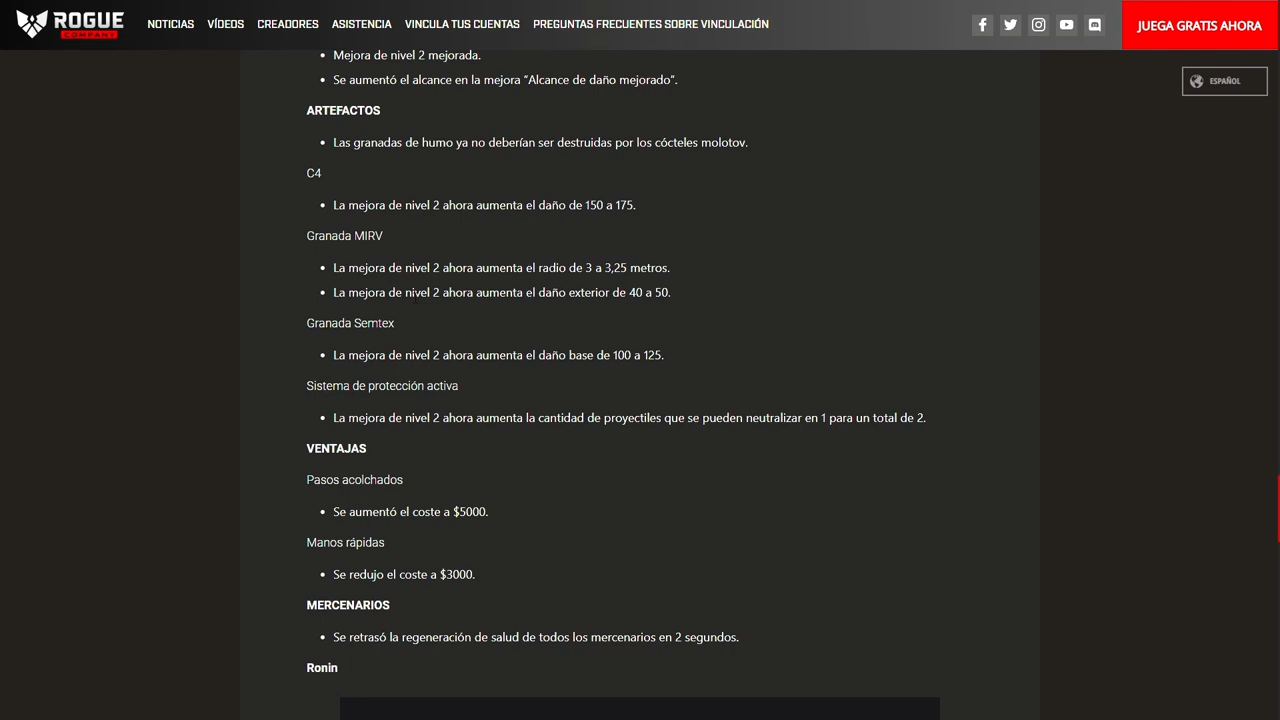 ROGUE
COMPANY
NOTICIAS VÍDEOS CREADORES ASISTENCIA VINCULA TUS CUENTAS PREGUNTAS FRECUENTES SOBRE VINCULACIÓN
JUEGA GRATIS AHORA
ESPAÑOL
Mejora de nivel 2 mejorada.
Se aumentó el alcance en la mejora “Alcance de daño mejorado”.
ARTEFACTOS
Las granadas de humo ya no deberían ser destruidas por los cócteles molotov.
C4
La mejora de nivel 2 ahora aumenta el daño de 150 a 175.
Granada MIRV
La mejora de nivel 2 ahora aumenta el radio de 3 a 3,25 metros.
La mejora de nivel 2 ahora aumenta el daño exterior de 40 a 50.
Granada Semtex
La mejora de nivel 2 ahora aumenta el daño base de 100 a 125.
Sistema de protección activa
La mejora de nivel 2 ahora aumenta la cantidad de proyectiles que se pueden neutralizar en 1 para un total de 2.
VENTAJAS
Pasos acolchados
Se aumentó el coste a $5000.
Manos rápidas
Se redujo el coste a $3000.
MERCENARIOS
Se retrasó la regeneración de salud de todos los mercenarios en 2 segundos.
Ronin